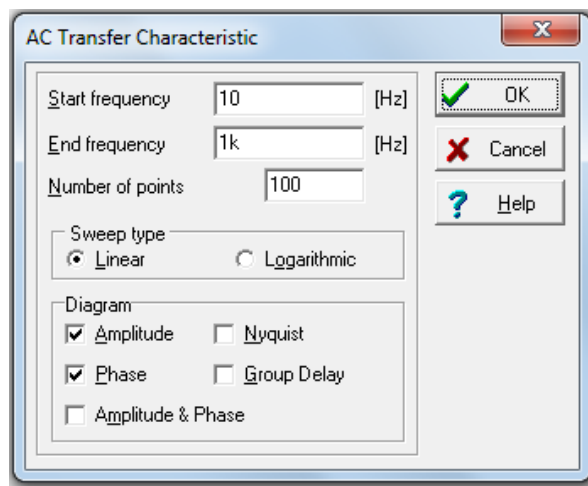 AC Transfer Characteristic
Start frequency 10 [Hz]
End frequency 1k [Hz]
Number of points 100
Sweep type
Linear Logarithmic
Diagram
Amplitude Nyquist
Phase Group Delay
Amplitude & Phase
OK
Cancel
? Help